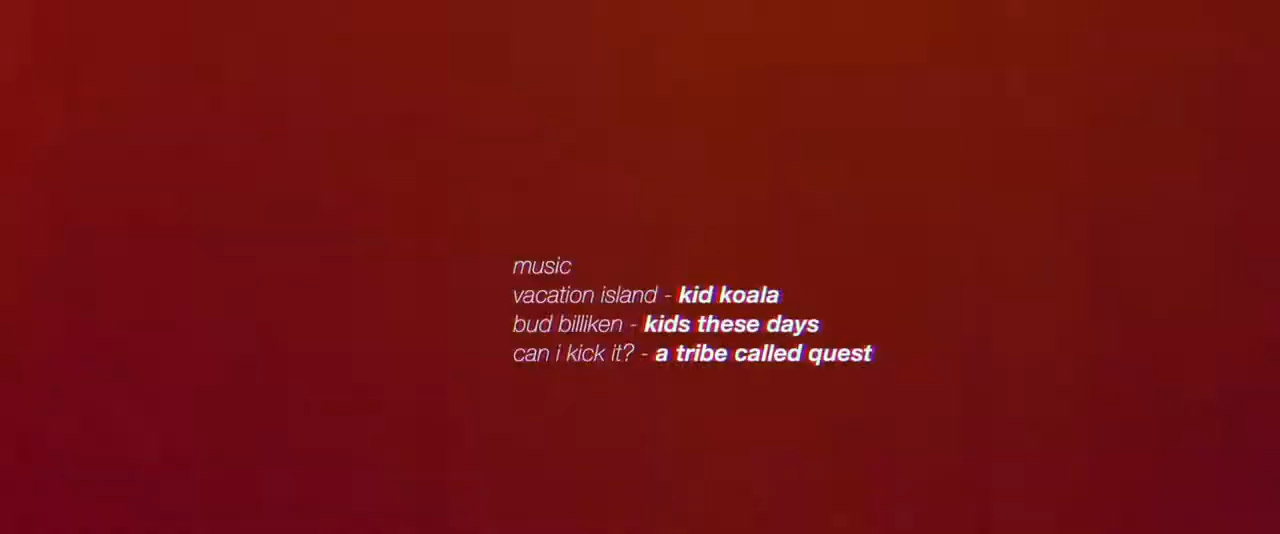 music
vacation island - kid koala
bud billiken - kids these days
can i kick it? - a tribe called quest